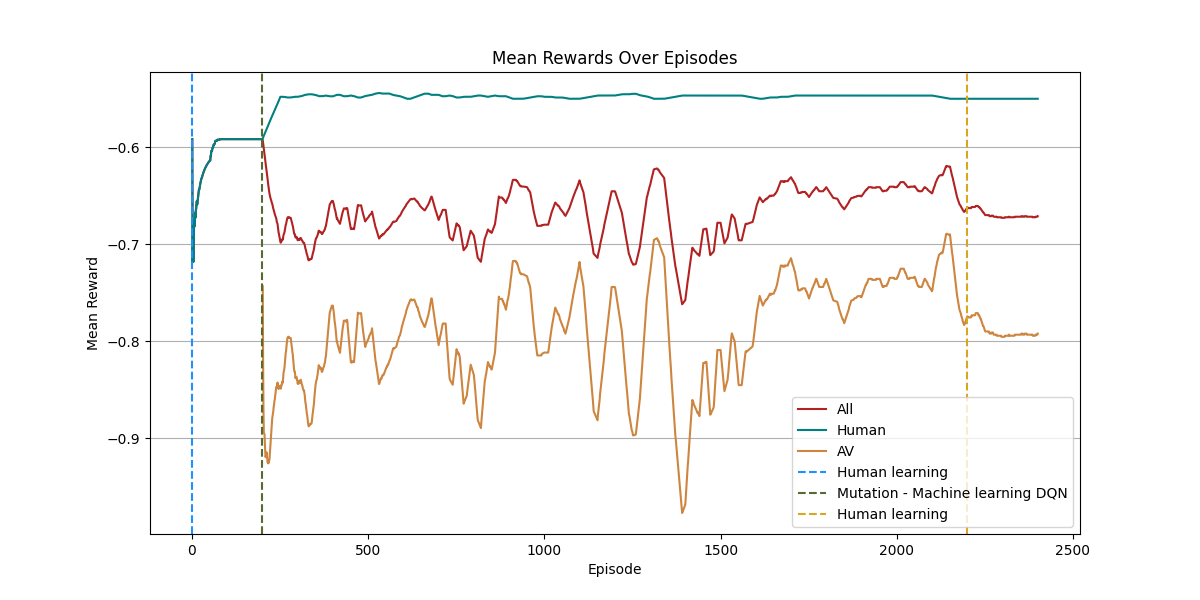 Mean Rewards Over Episodes
Mean Reward
−0.6
−0.7
−0.8
−0.9
All
Human
AV
Human learning
Mutation - Machine learning DQN
Human learning
0
500
1000
1500
2000
2500
Episode